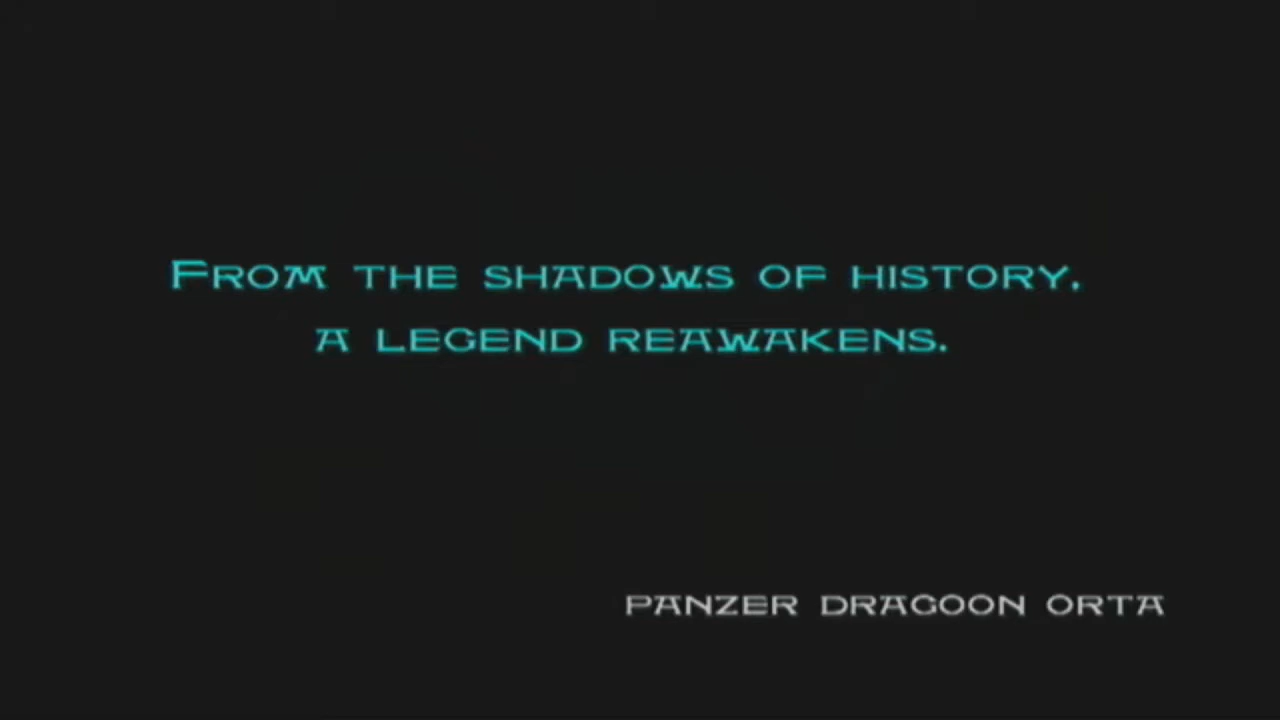 From the shadows of history,
a legend reawakens.
PANZER DRAGOON ORTA